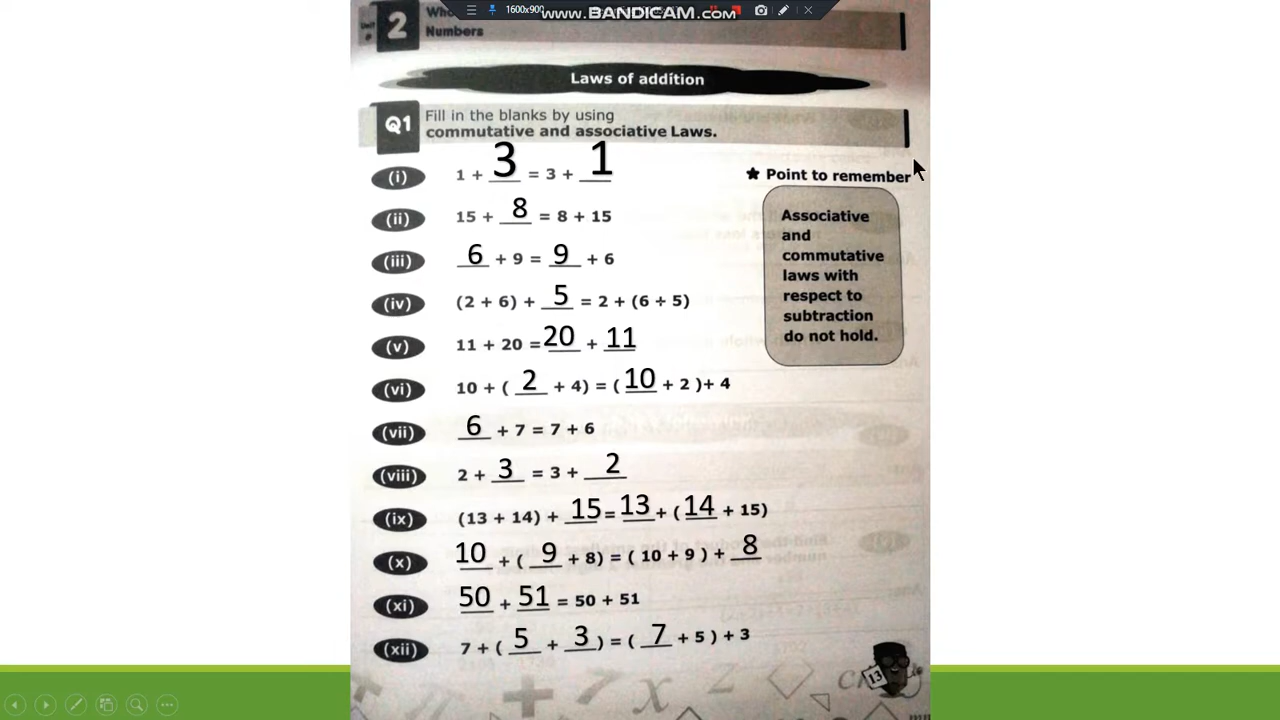 1600x900
www.BANDICAM.com
2
Numbers
Laws of addition
Q1 Fill in the blanks by using
commutative and associative Laws.
(i) 1 + 3 = 3 + 1
★ Point to remember
(ii) 15 + 8 = 8 + 15
(iii) 6 + 9 = 9 + 6
(iv) (2 + 6) + 5 = 2 + (6 + 5)
(v) 11 + 20 = 20 + 11
(vi) 10 + ( 2 + 4) = ( 10 + 2 )+ 4
(vii) 6 + 7 = 7 + 6
(viii) 2 + 3 = 3 + 2
(ix) (13 + 14) + 15 = 13 + ( 14 + 15)
(x) 10 + ( 9 + 8) = ( 10 + 9 ) + 8
(xi) 50 + 51 = 50 + 51
(xii) 7 + ( 5 + 3 ) = ( 7 + 5 ) + 3
Associative
and
commutative
laws with
respect to
subtraction
do not hold.
13